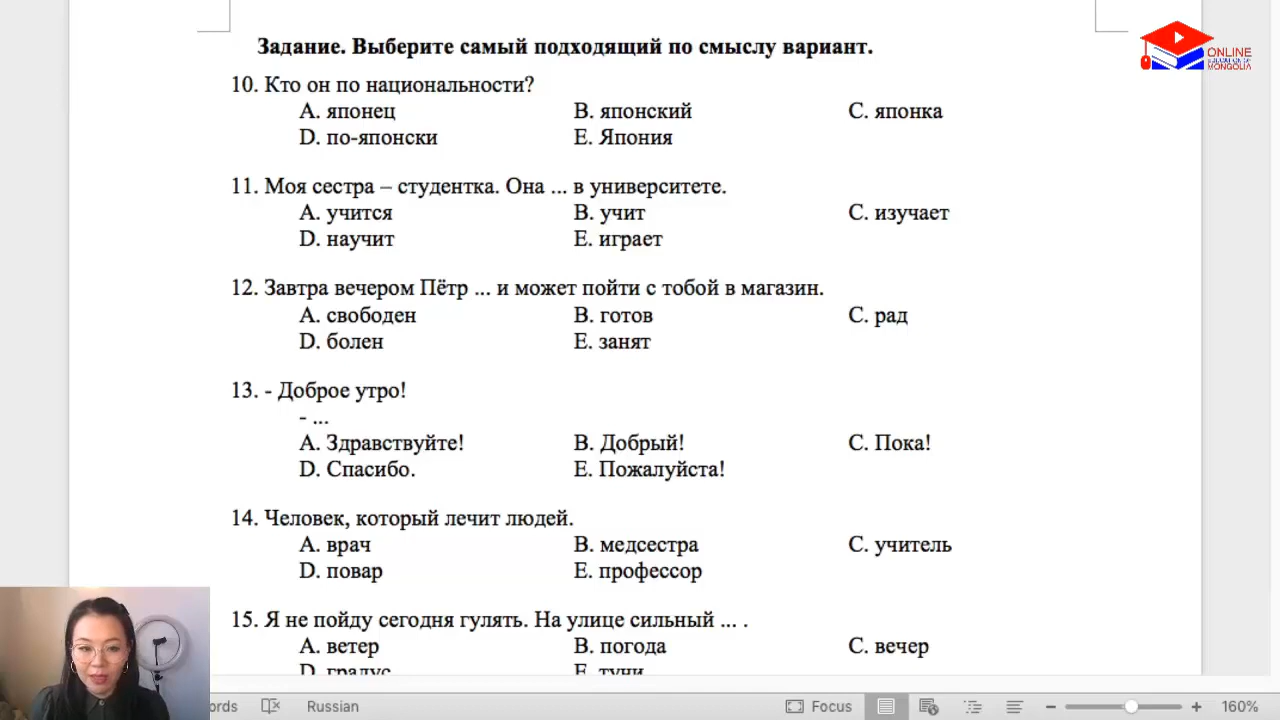 Задание. Выберите самый подходящий по смыслу вариант.
ONLINE
EDUCATION OF
MONGOLIA
10. Кто он по национальности?
A. японец B. японский C. японка
D. по-японски E. Япония
11. Моя сестра – студентка. Она ... в университете.
A. учится B. учит C. изучает
D. научит E. играет
12. Завтра вечером Пётр ... и может пойти с тобой в магазин.
A. свободен B. готов C. рад
D. болен E. занят
13. - Доброе утро!
- ...
A. Здравствуйте! B. Добрый! C. Пока!
D. Спасибо. E. Пожалуйста!
14. Человек, который лечит людей.
A. врач B. медсестра C. учитель
D. повар E. профессор
15. Я не пойду сегодня гулять. На улице сильный ... .
A. ветер B. погода C. вечер
D. градус E. тучи
ords Russian Focus 160%